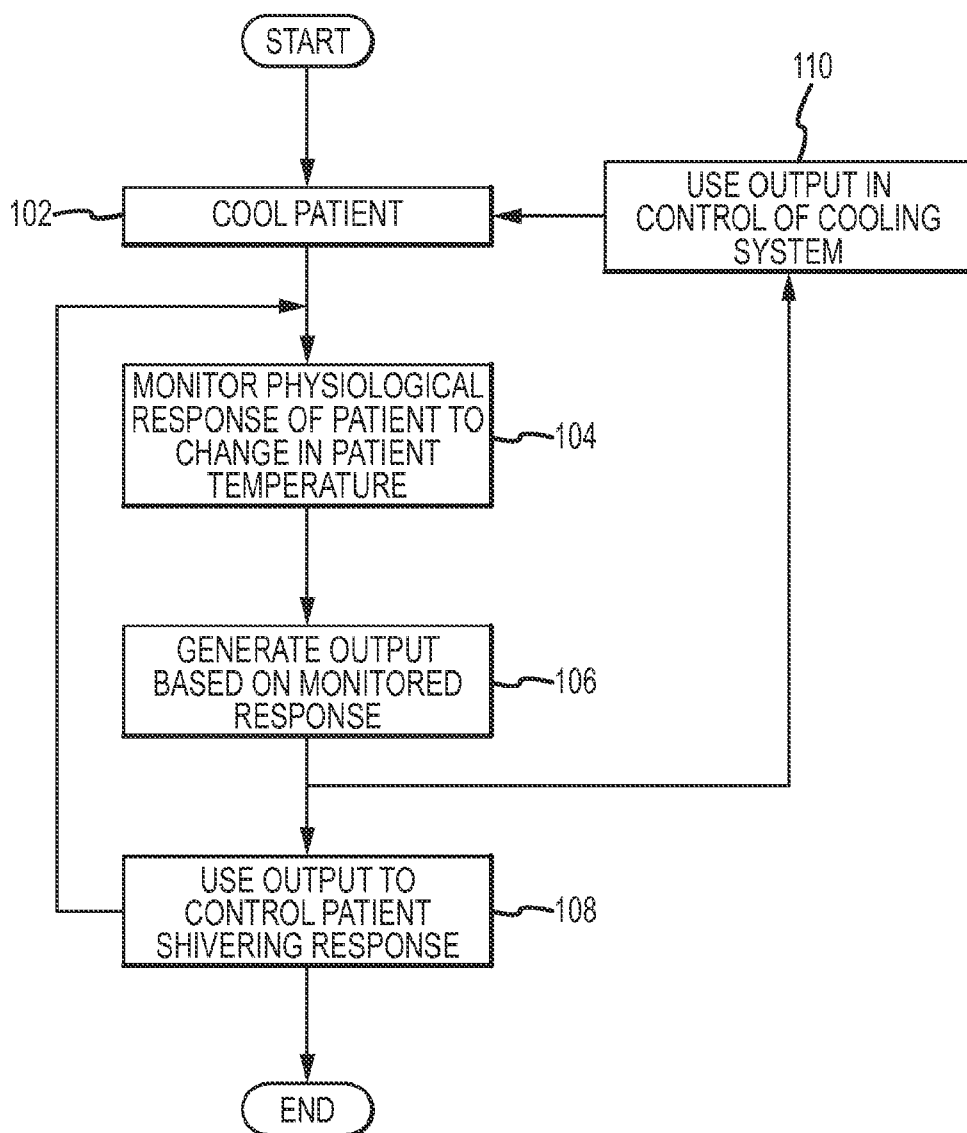 START
110
USE OUTPUT IN
CONTROL OF COOLING
SYSTEM
102
COOL PATIENT
MONITOR PHYSIOLOGICAL
RESPONSE OF PATIENT TO
CHANGE IN PATIENT
TEMPERATURE
104
GENERATE OUTPUT
BASED ON MONITORED
RESPONSE
106
USE OUTPUT TO
CONTROL PATIENT
SHIVERING RESPONSE
108
END